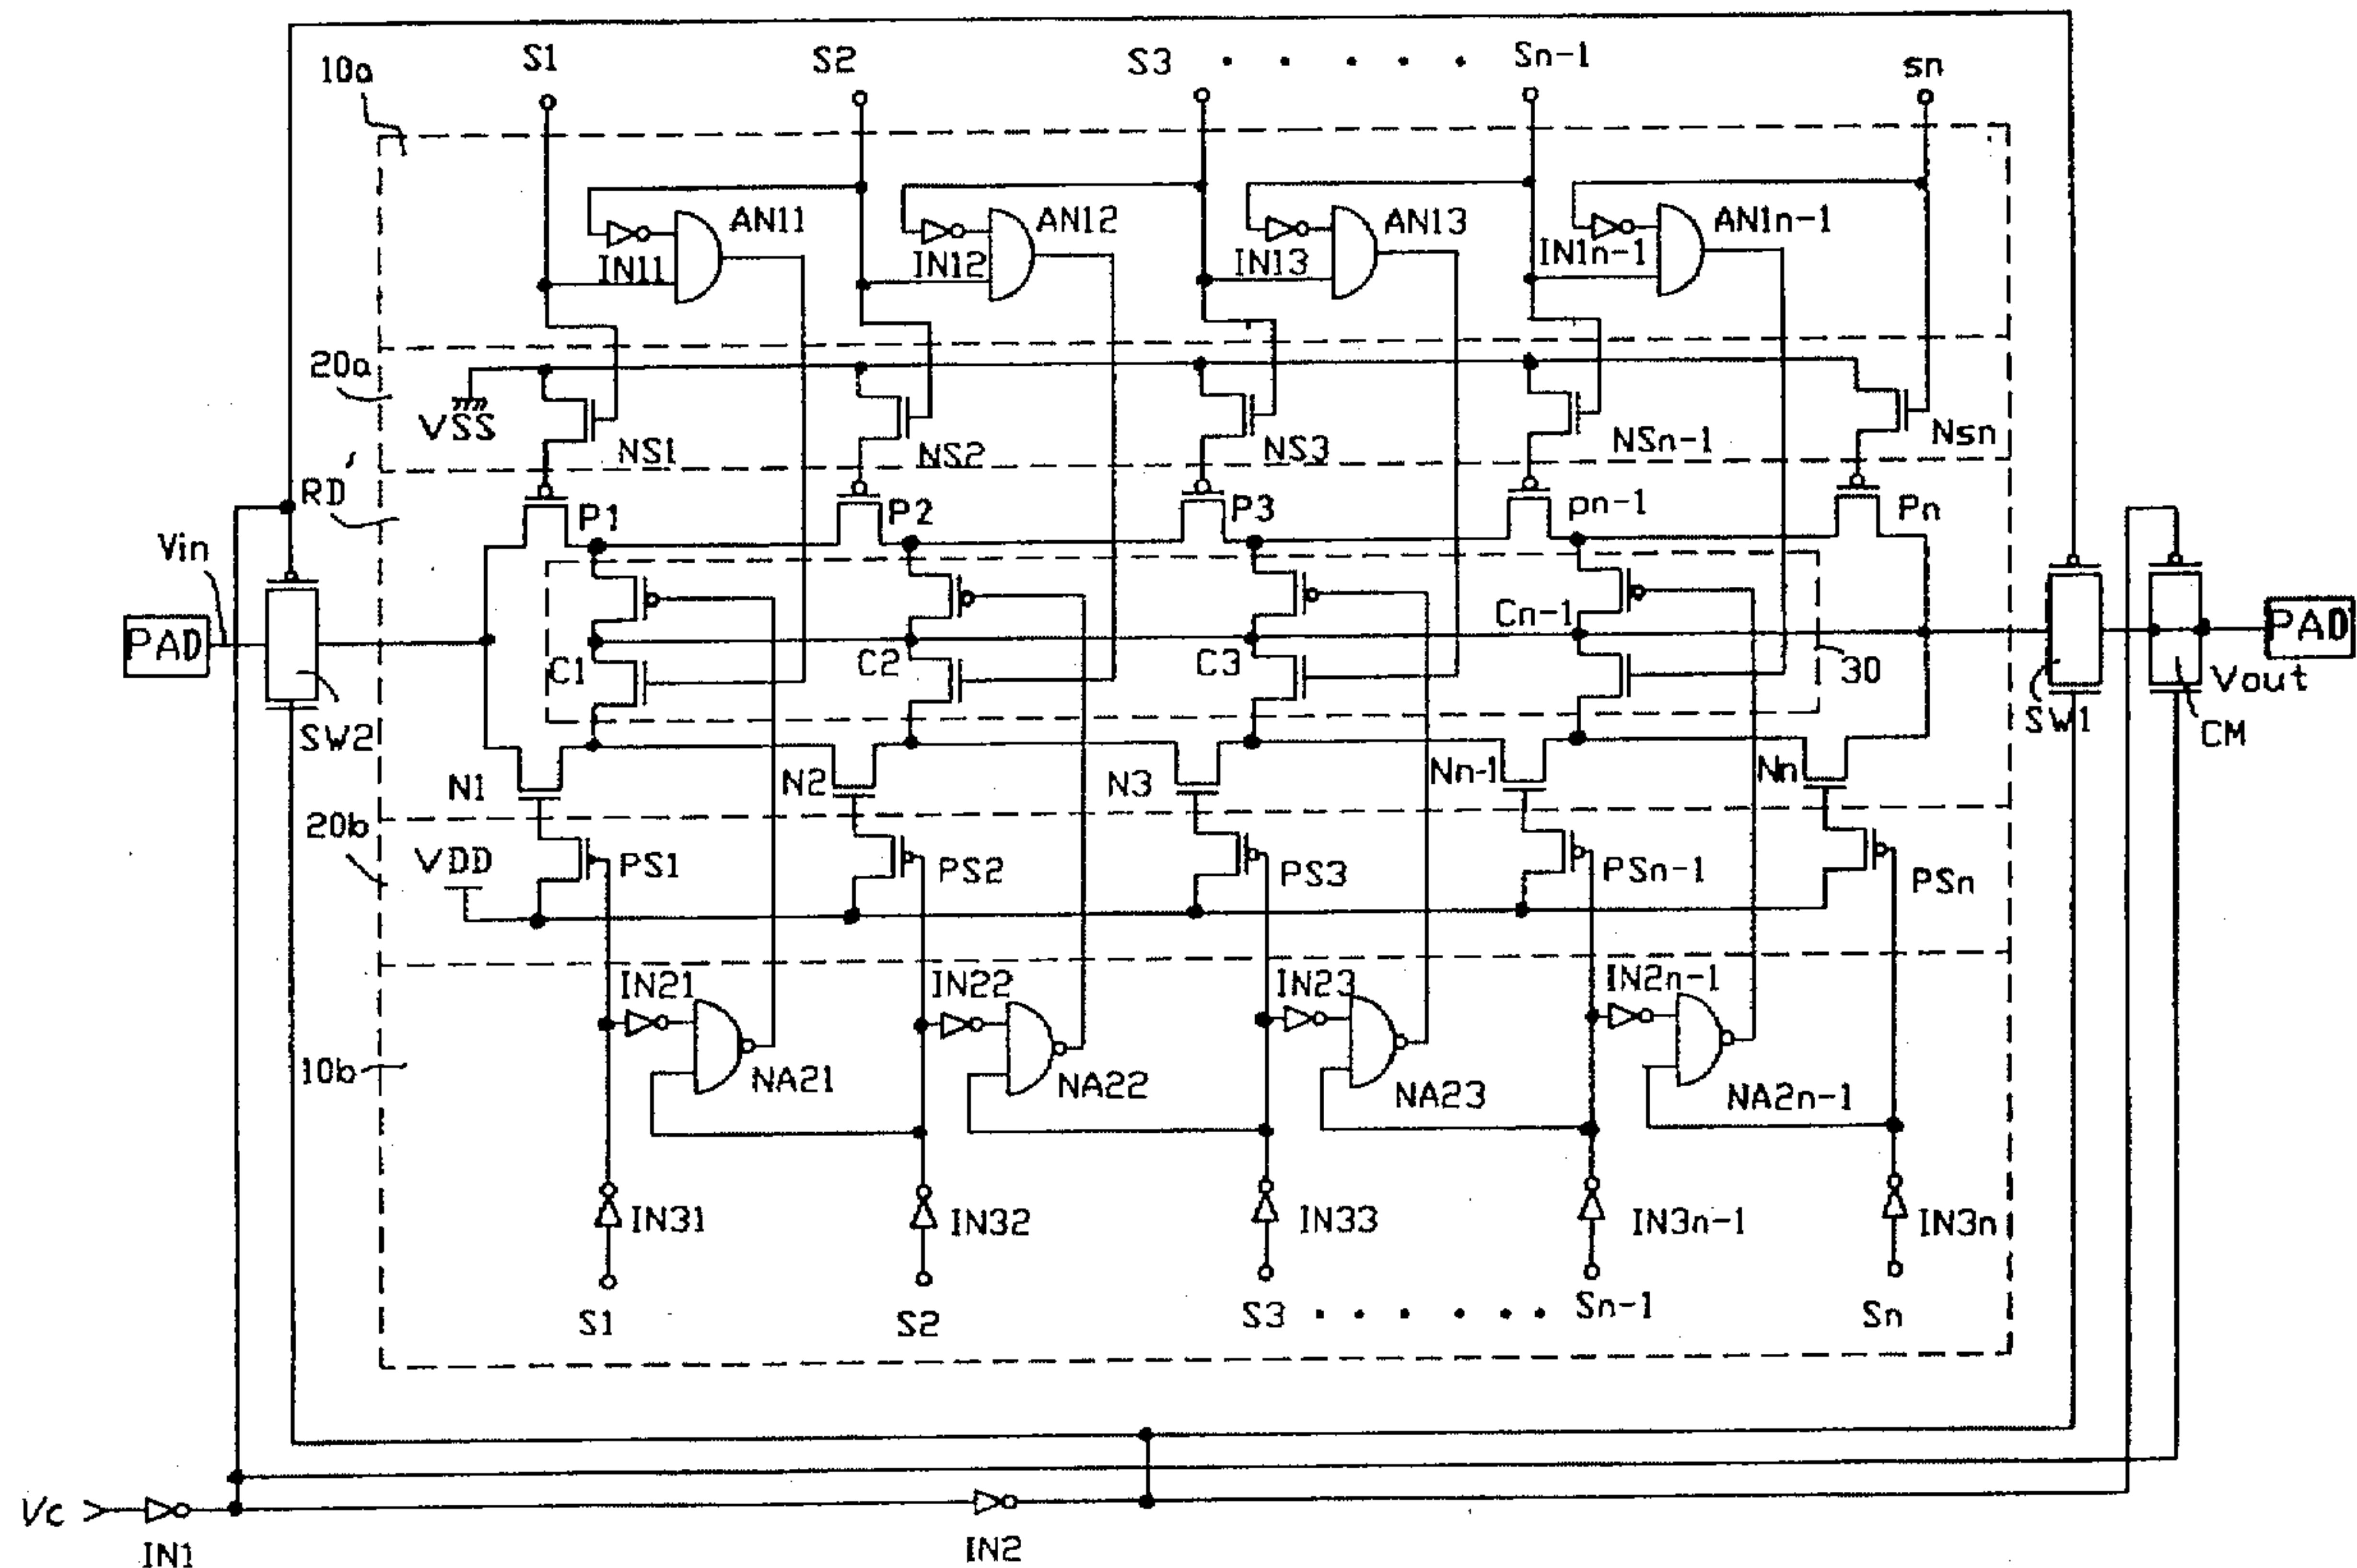 S1 S2 S3 . . . . . Sn-1 sn
10a
AN11 AN12 AN13 AN1n-1
IN11 IN12 IN13 IN1n-1
20a
VSS
NS1 NS2 NS3 NSn-1 Nsn
RD
P1 P2 P3 pn-1 Pn
Vin
PAD
SW2
C1 C2 C3 Cn-1
30
SW1
CM
Vout
PAD
N1 N2 N3 Nn-1 Nn
20b
VDD
PS1 PS2 PS3 PSn-1 PSn
IN21 IN22 IN23 IN2n-1
10b
NA21 NA22 NA23 NA2n-1
IN31 IN32 IN33 IN3n-1 IN3n
S1 S2 S3 . . . . . . Sn-1 Sn
Vc
IN1
IN2